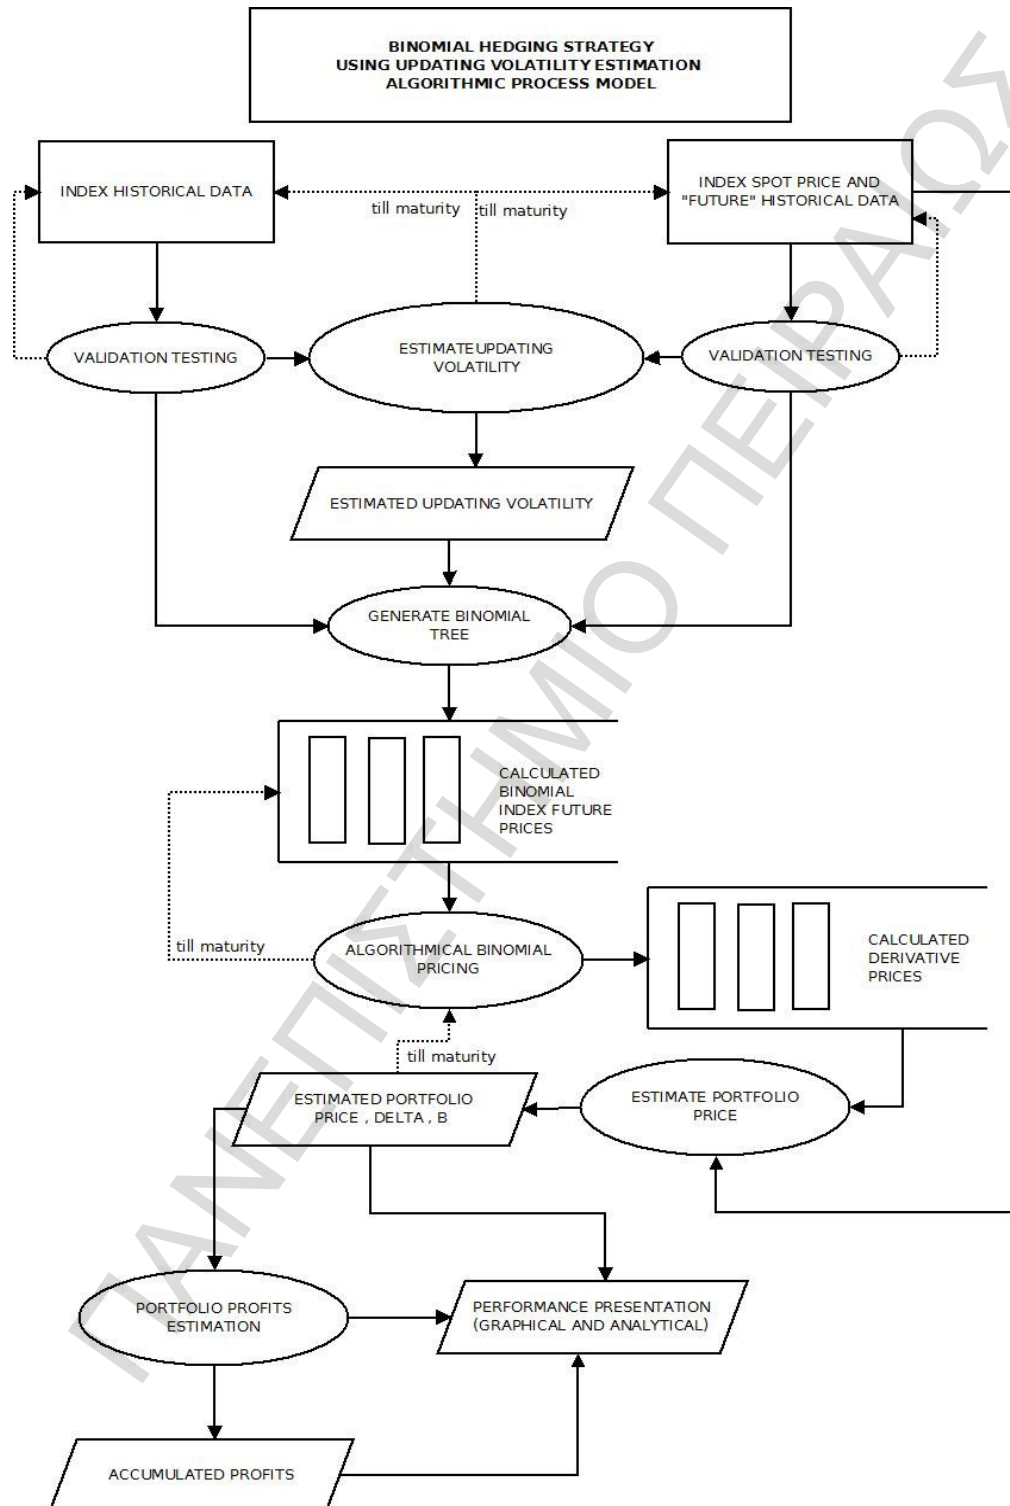 BINOMIAL HEDGING STRATEGY
USING UPDATING VOLATILITY ESTIMATION
ALGORITHMIC PROCESS MODEL
INDEX HISTORICAL DATA
INDEX SPOT PRICE AND
"FUTURE" HISTORICAL DATA
till maturity
till maturity
VALIDATION TESTING
ESTIMATE UPDATING
VOLATILITY
VALIDATION TESTING
ESTIMATED UPDATING VOLATILITY
GENERATE BINOMIAL
TREE
CALCULATED
BINOMIAL
INDEX FUTURE
PRICES
till maturity
ALGORITHMICAL BINOMIAL
PRICING
CALCULATED
DERIVATIVE
PRICES
till maturity
ESTIMATED PORTFOLIO
PRICE , DELTA , B
ESTIMATE PORTFOLIO
PRICE
PORTFOLIO PROFITS
ESTIMATION
PERFORMANCE PRESENTATION
(GRAPHICAL AND ANALYTICAL)
ACCUMULATED PROFITS
ΠΑΝΕΠΙΣΤΗΜΙΟ ΠΕΙΡΑΙΩΣ